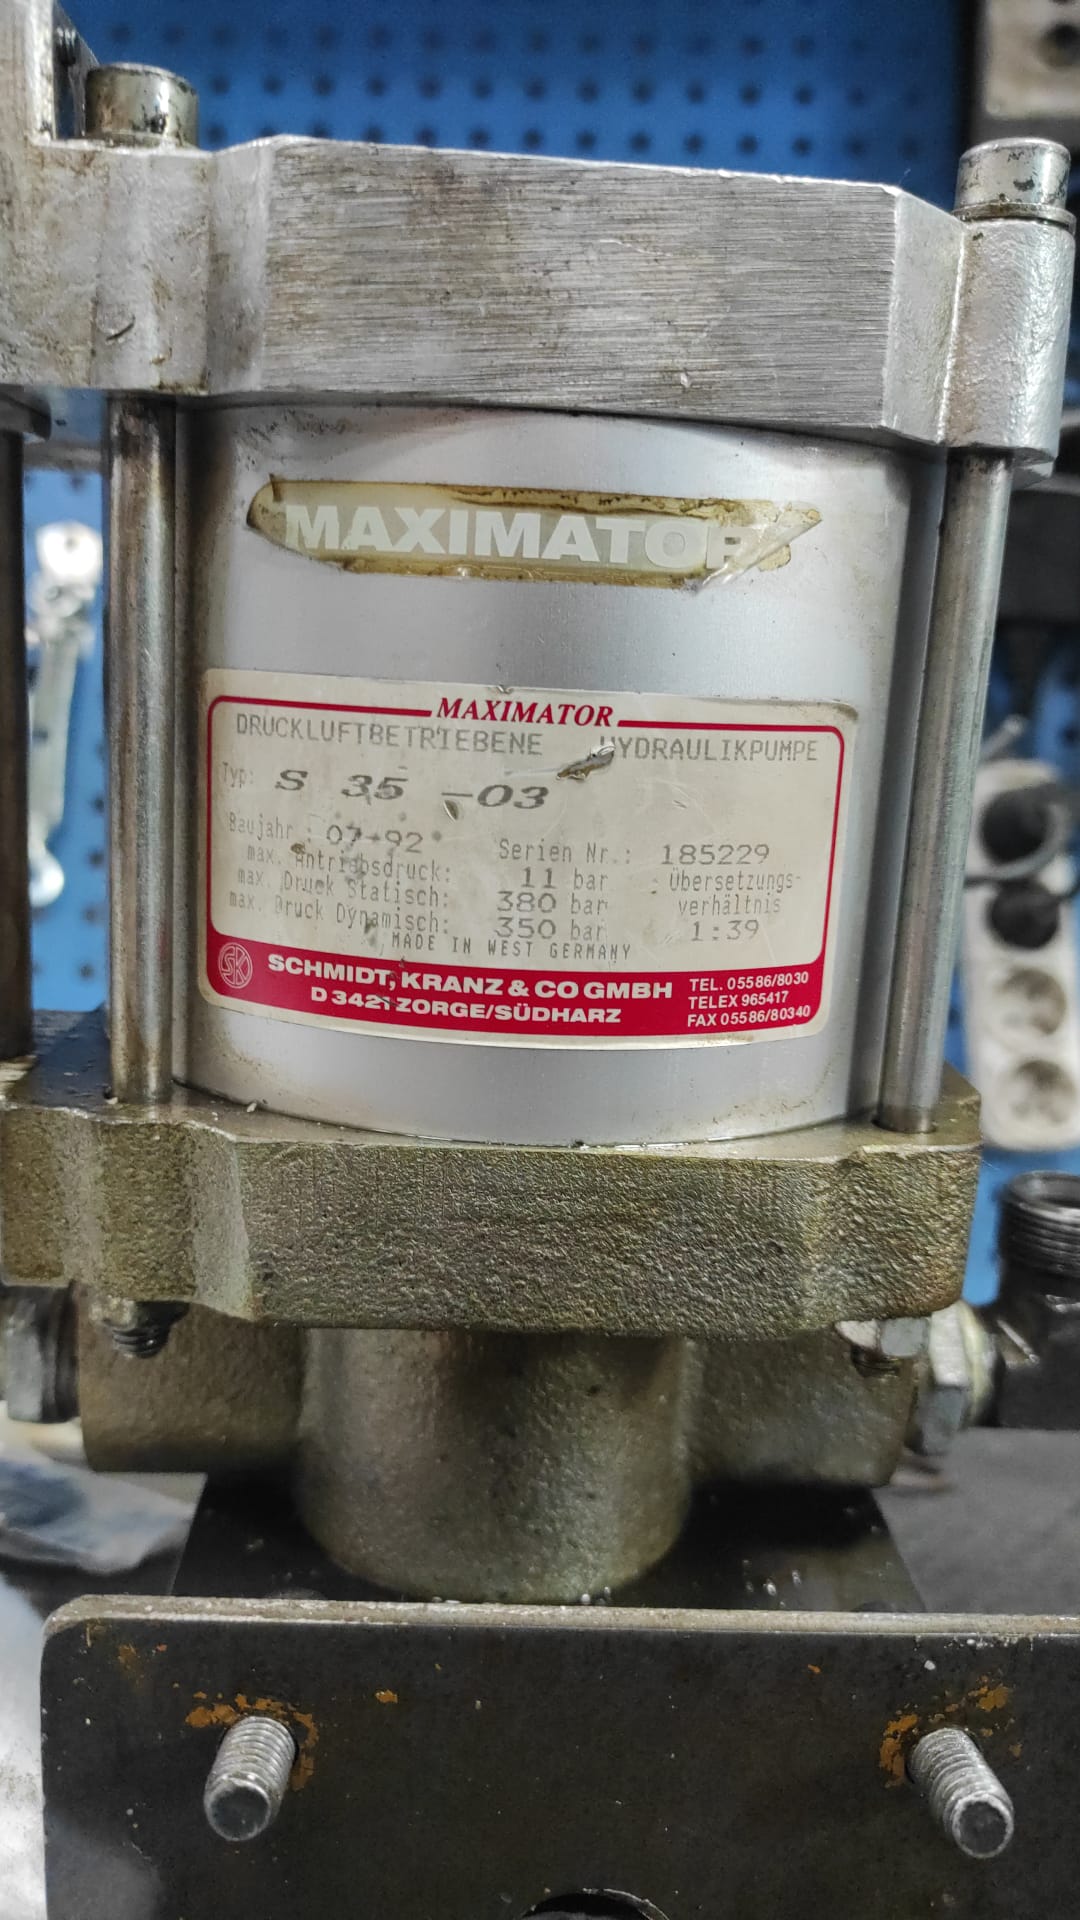 MAXIMATOR
MAXIMATOR
DRUCKLUFTBETRIEBENE HYDRAULIKPUMPE
Typ: S 35 -03
Baujahr : 07-92 Serien Nr.: 185229
max. Antriebsdruck: 11 bar Übersetzungs-
max. Druck Statisch: 380 bar verhältnis
max. Druck Dynamisch: 350 bar 1:39
MADE IN WEST GERMANY
SK SCHMIDT, KRANZ & CO GMBH TEL. 05586/8030
D 3421 ZORGE/SÜDHARZ TELEX 965417
FAX 05586/80340